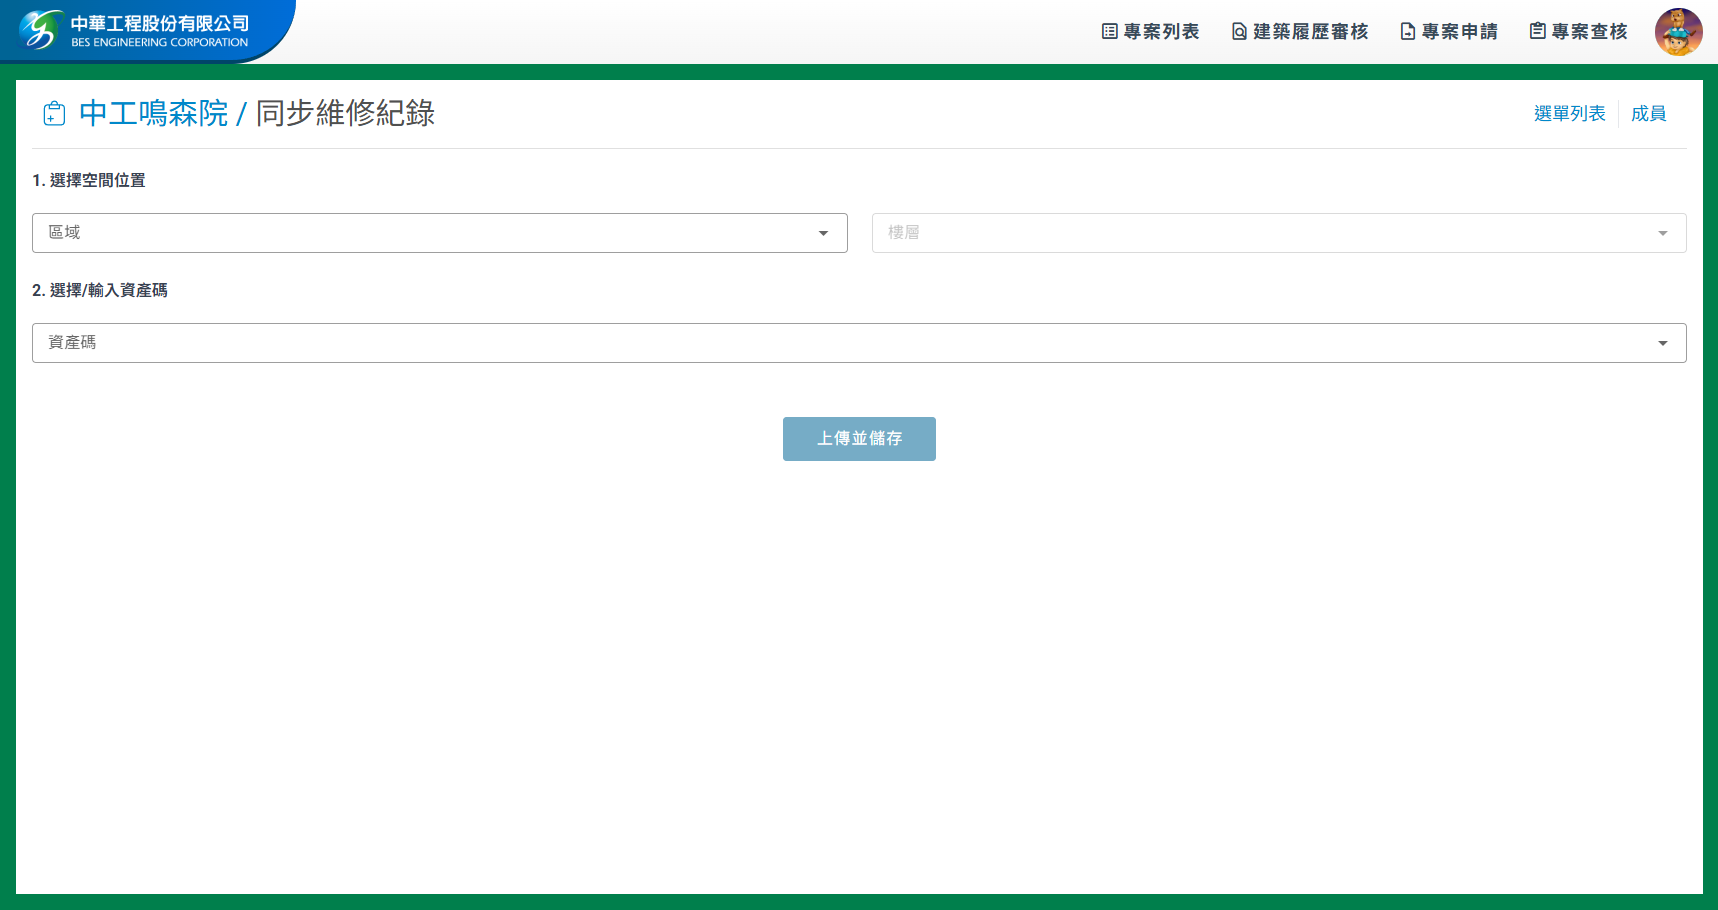 中華工程股份有限公司
BES ENGINEERING CORPORATION
專案列表
建築履歷審核
專案申請
專案查核
中工鳴森院 / 同步維修紀錄
選單列表
成員
1. 選擇空間位置
區域
樓層
2. 選擇/輸入資產碼
資產碼
上傳並儲存